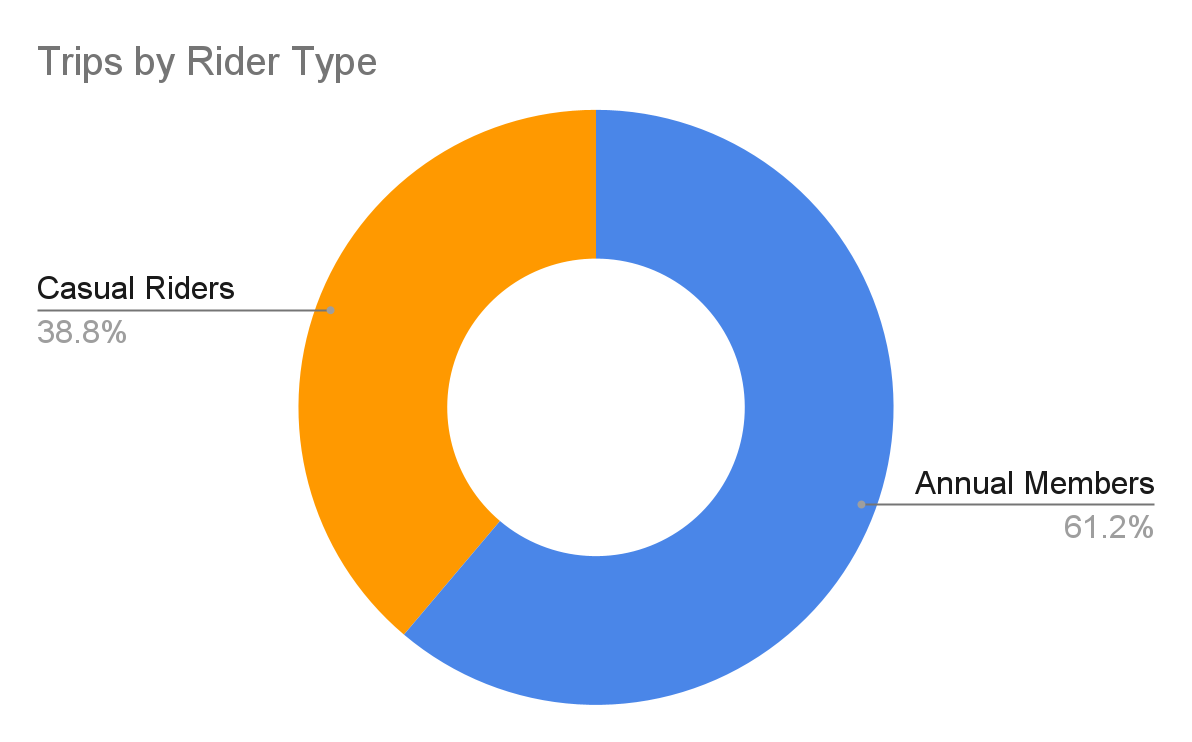 Trips by Rider Type
Casual Riders
38.8%
Annual Members
61.2%